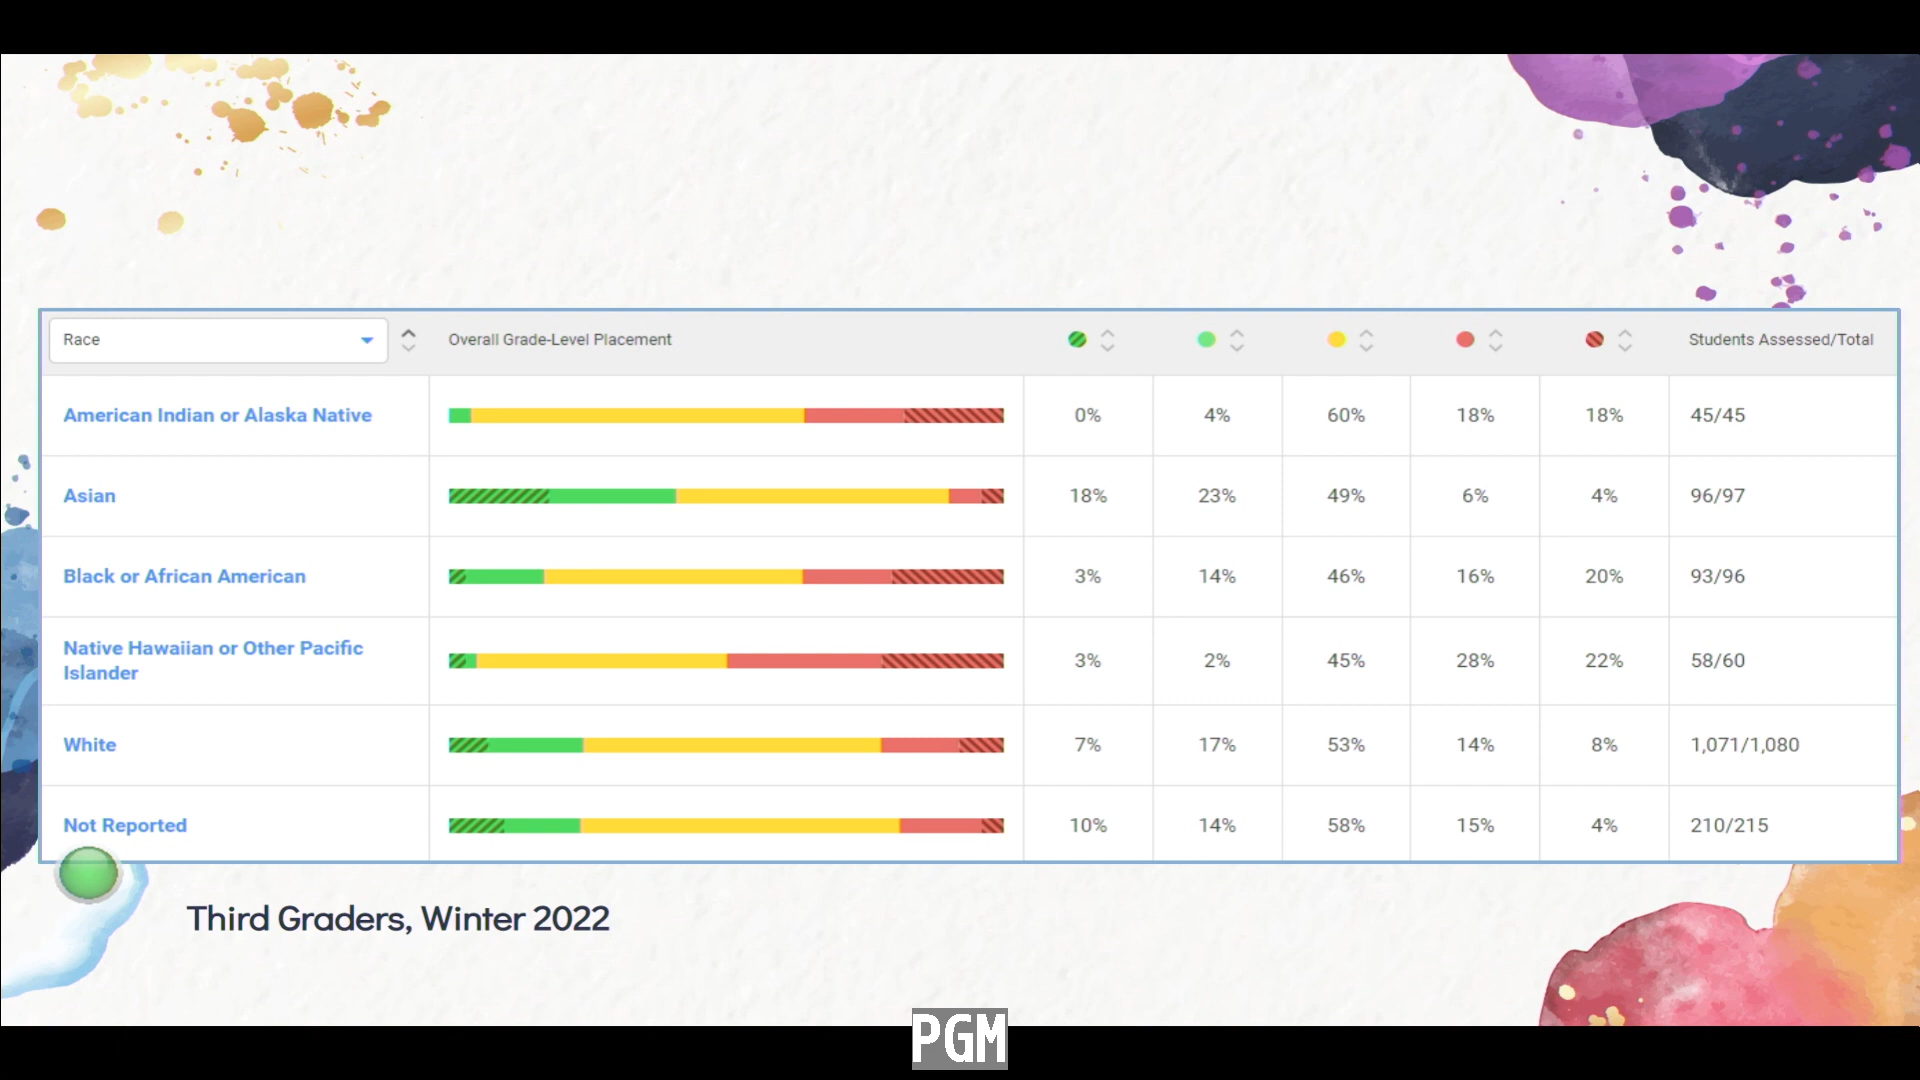 Race Overall Grade-Level Placement Students Assessed/Total
American Indian or Alaska Native 0% 4% 60% 18% 18% 45/45
Asian 18% 23% 49% 6% 4% 96/97
Black or African American 3% 14% 46% 16% 20% 93/96
Native Hawaiian or Other Pacific
Islander 3% 2% 45% 28% 22% 58/60
White 7% 17% 53% 14% 8% 1,071/1,080
Not Reported 10% 14% 58% 15% 4% 210/215
Third Graders, Winter 2022
PGM